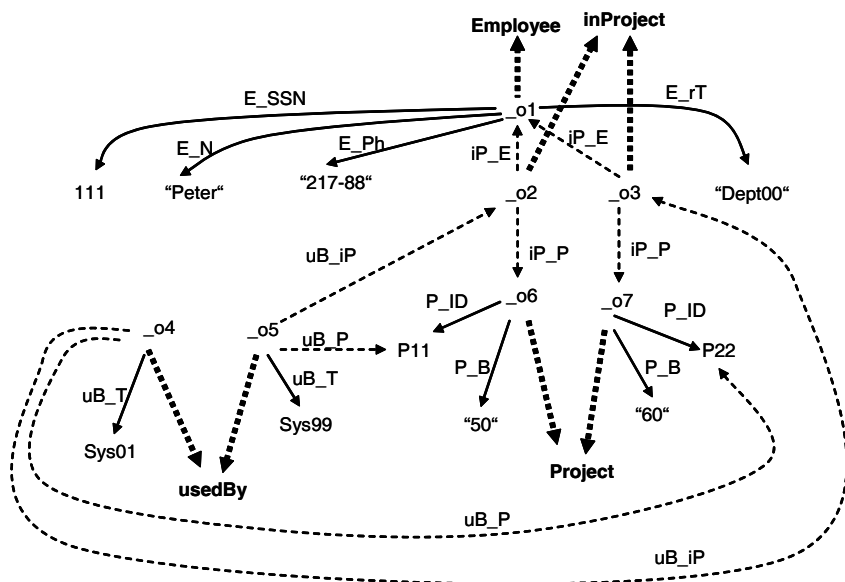 Employee
inProject
E_SSN
E_rT
_o1
E_N
E_Ph
iP_E
iP_E
111
“Peter“
“217-88“
_o2
_o3
“Dept00“
uB_iP
iP_P
iP_P
_o4
_o5
_o6
_o7
P_ID
P_ID
uB_P
P11
P22
uB_T
uB_T
P_B
P_B
Sys01
Sys99
“50“
“60“
usedBy
Project
uB_P
uB_iP